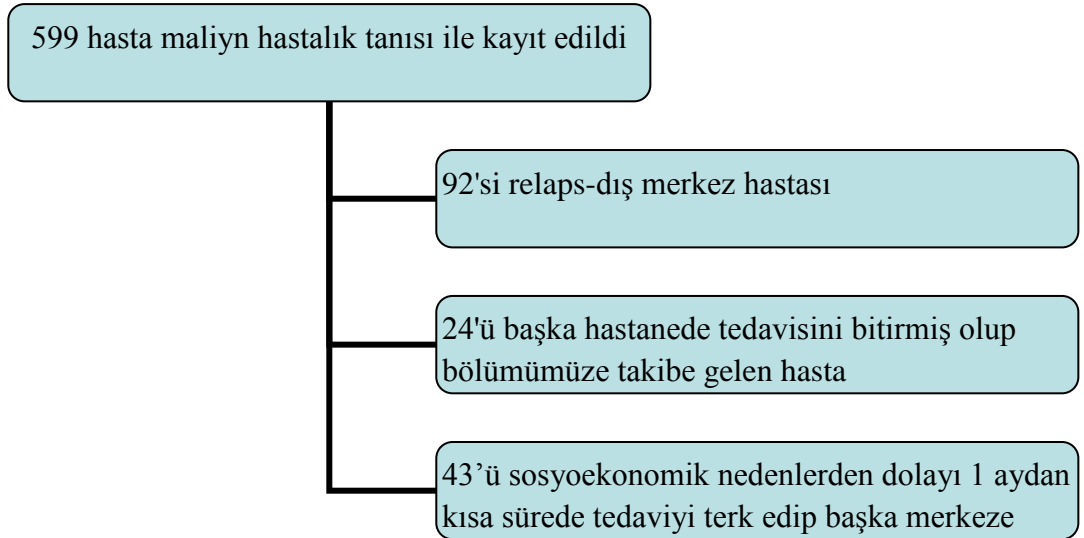 599 hasta maliyn hastalık tanısı ile kayıt edildi
92'si relaps-dış merkez hastası
24'ü başka hastanede tedavisini bitirmiş olup
bölümümüze takibe gelen hasta
43’ü sosyoekonomik nedenlerden dolayı 1 aydan
kısa sürede tedaviyi terk edip başka merkeze